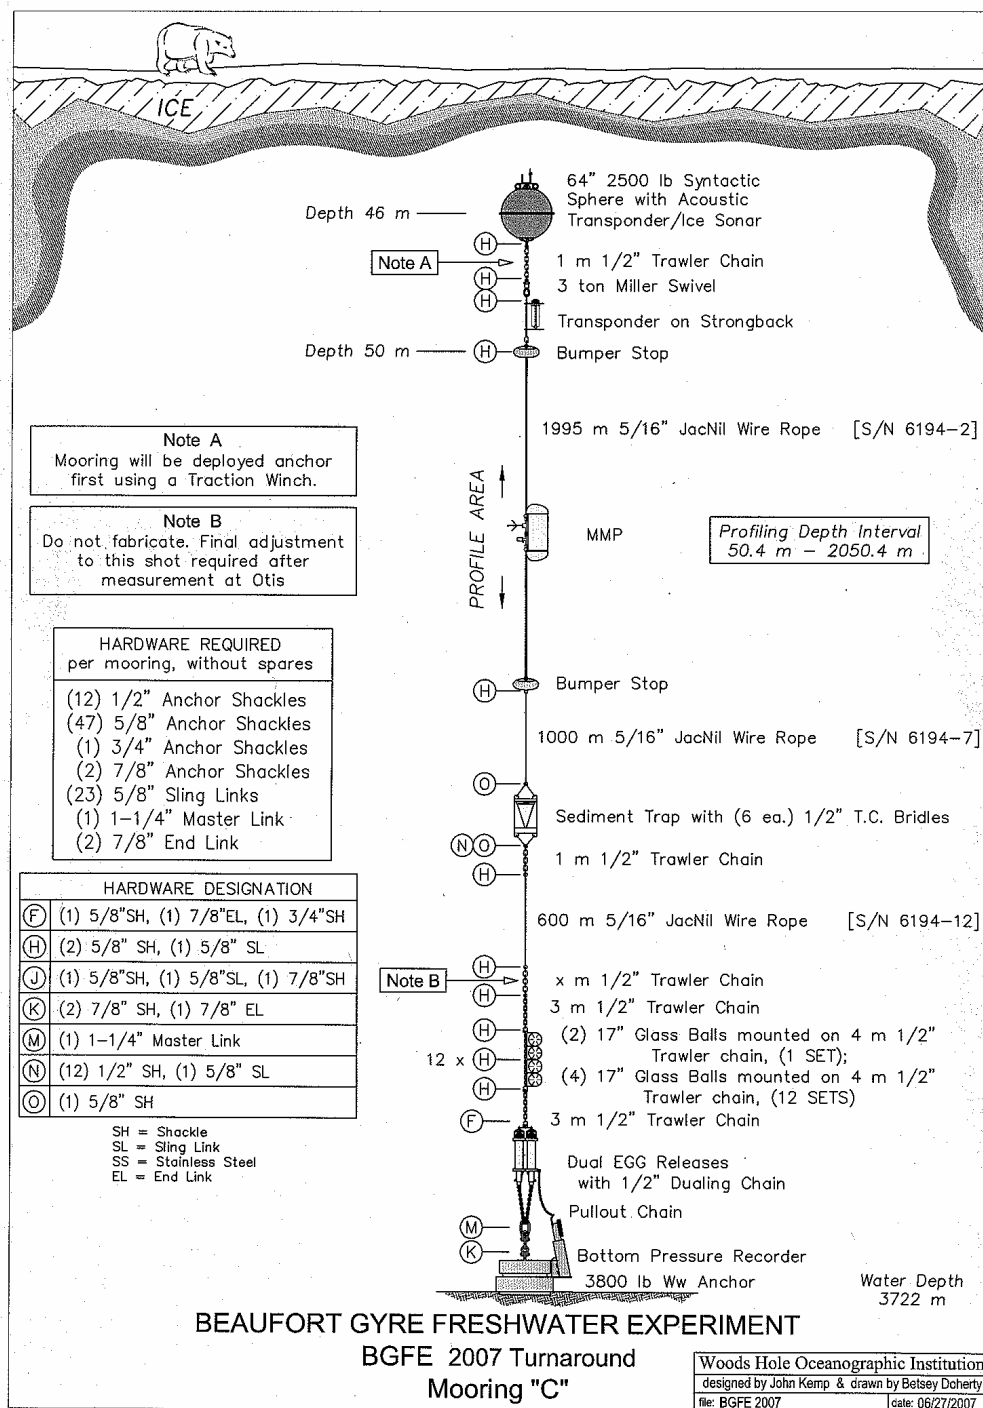 ICE
64" 2500 lb Syntactic
Sphere with Acoustic
Transponder/Ice Sonar
Depth 46 m
H
Note A
1 m 1/2" Trawler Chain
H
3 ton Miller Swivel
H
Transponder on Strongback
Depth 50 m
H
Bumper Stop
1995 m 5/16" JacNil Wire Rope [S/N 6194-2]
Note A
Mooring will be deployed anchor
first using a Traction Winch.
Note B
Do not fabricate. Final adjustment
to this shot required after
measurement at Otis
PROFILE AREA
MMP
Profiling Depth Interval
50.4 m - 2050.4 m
HARDWARE REQUIRED
per mooring, without spares
(12) 1/2" Anchor Shackles
(47) 5/8" Anchor Shackles
(1) 3/4" Anchor Shackles
(2) 7/8" Anchor Shackles
(23) 5/8" Sling Links
(1) 1-1/4" Master Link
(2) 7/8" End Link
H
Bumper Stop
1000 m 5/16" JacNil Wire Rope [S/N 6194-7]
O
Sediment Trap with (6 ea.) 1/2" T.C. Bridles
N O
1 m 1/2" Trawler Chain
H
HARDWARE DESIGNATION
F (1) 5/8"SH, (1) 7/8"EL, (1) 3/4"SH
H (2) 5/8" SH, (1) 5/8" SL
J (1) 5/8"SH, (1) 5/8"SL, (1) 7/8"SH
K (2) 7/8" SH, (1) 7/8" EL
M (1) 1-1/4" Master Link
N (12) 1/2" SH, (1) 5/8" SL
O (1) 5/8" SH
SH = Shackle
SL = Sling Link
SS = Stainless Steel
EL = End Link
600 m 5/16" JacNil Wire Rope [S/N 6194-12]
H
Note B
x m 1/2" Trawler Chain
H
3 m 1/2" Trawler Chain
H
(2) 17" Glass Balls mounted on 4 m 1/2"
Trawler chain, (1 SET);
12 x H
(4) 17" Glass Balls mounted on 4 m 1/2"
Trawler chain, (12 SETS)
H
F
3 m 1/2" Trawler Chain
Dual EGG Releases
with 1/2" Dualing Chain
Pullout Chain
M
K
Bottom Pressure Recorder
3800 lb Ww Anchor
Water Depth
3722 m
BEAUFORT GYRE FRESHWATER EXPERIMENT
BGFE 2007 Turnaround
Mooring "C"
Woods Hole Oceanographic Institution
designed by John Kemp & drawn by Betsey Doherty
file: BGFE 2007 date: 06/27/2007